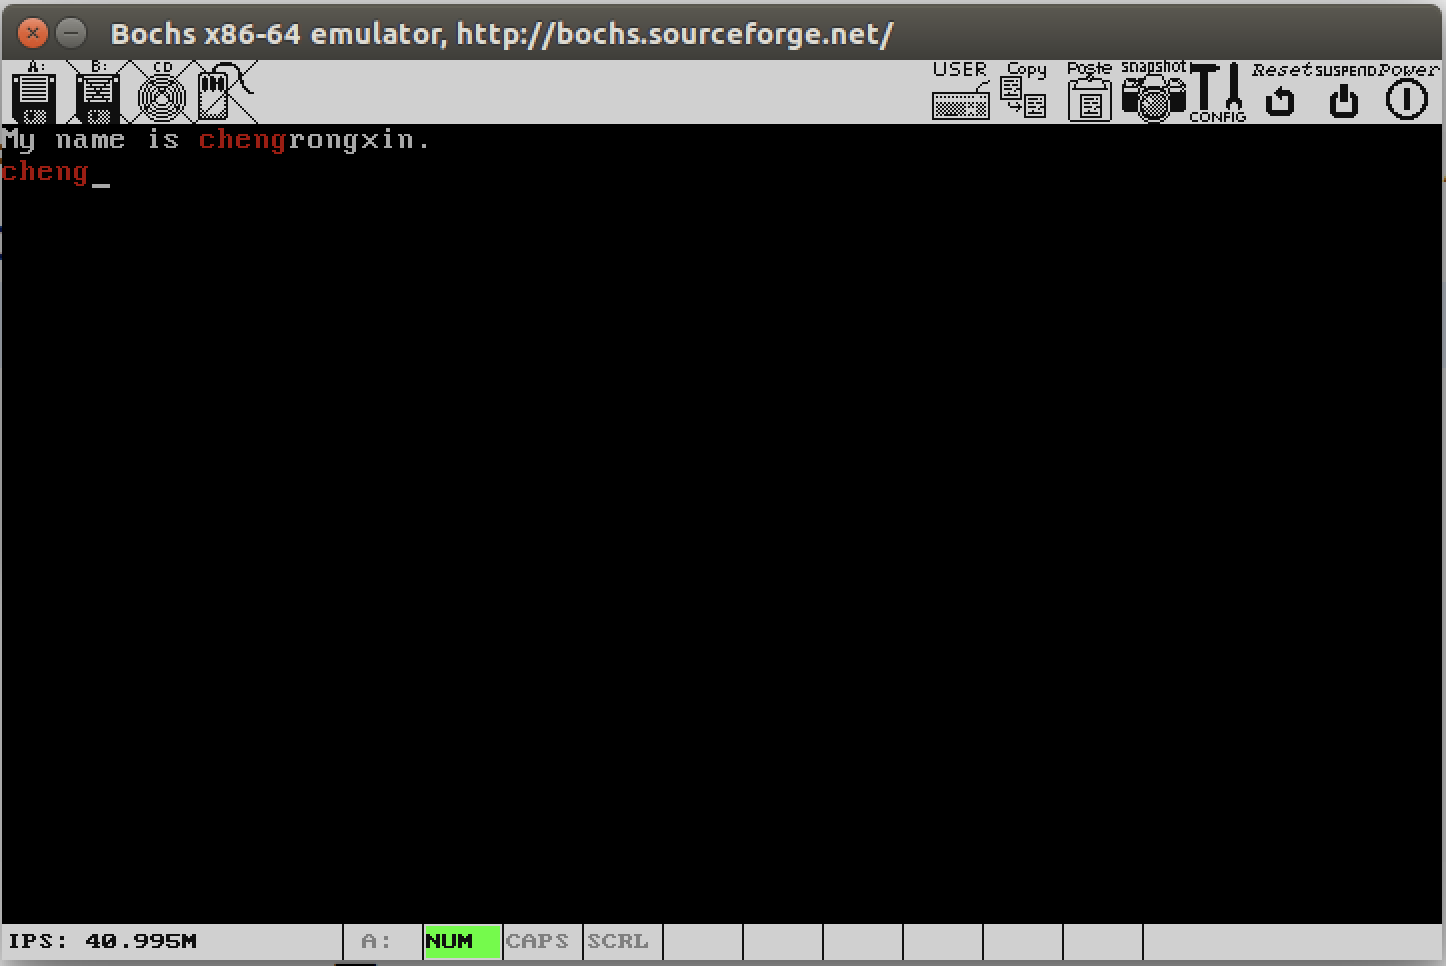 Bochs x86-64 emulator, http://bochs.sourceforge.net/
A: B: CD USER Copy Paste snapshot CONFIG Reset SUSPEND Power
My name is chengrongxin.
cheng_
IPS: 40.995M A: NUM CAPS SCRL